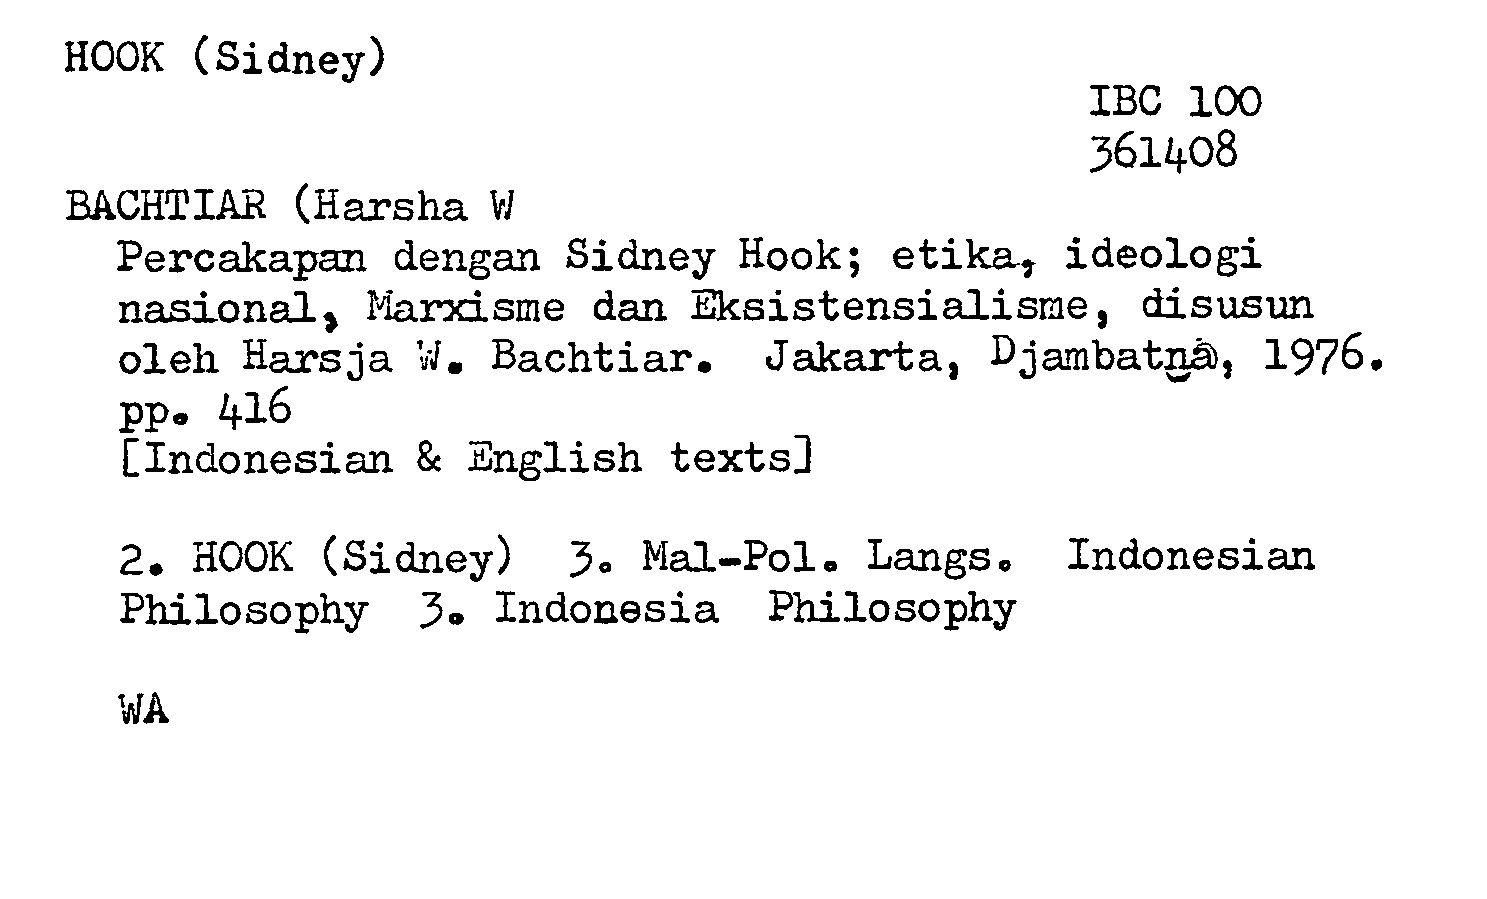 HOOK (Sidney)
IBC 100
361408
BACHTIAR (Harsha W
Percakapan dengan Sidney Hook; etika, ideologi
nasional, Marxisme dan Eksistensialisme, disusun
oleh Harsja W. Bachtiar. Jakarta, Djambatna, 1976.
pp. 416
[Indonesian & English texts]
2. HOOK (Sidney) 3. Mal-Pol. Langs. Indonesian
Philosophy 3. Indonesia Philosophy
WA